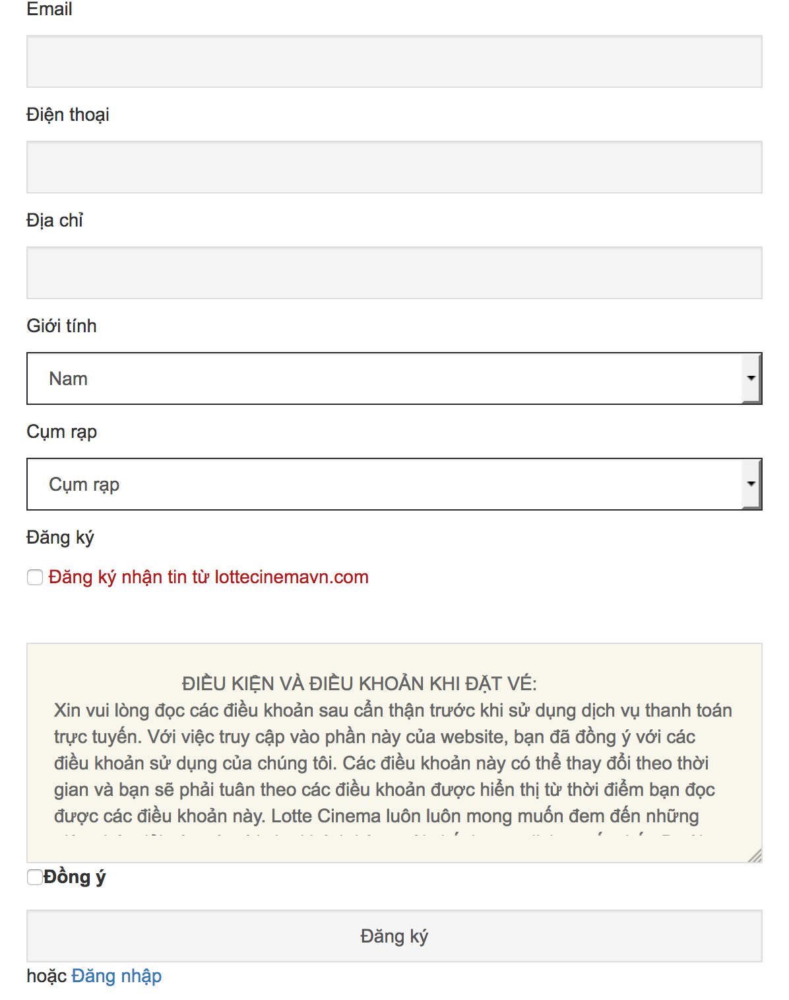 Email
Điện thoại
Địa chỉ
Giới tính
Nam
Cụm rạp
Cụm rạp
Đăng ký
Đăng ký nhận tin từ lottecinemavn.com
ĐIỀU KIỆN VÀ ĐIỀU KHOẢN KHI ĐẶT VÉ:
Xin vui lòng đọc các điều khoản sau cẩn thận trước khi sử dụng dịch vụ thanh toán
trực tuyến. Với việc truy cập vào phần này của website, bạn đã đồng ý với các
điều khoản sử dụng của chúng tôi. Các điều khoản này có thể thay đổi theo thời
gian và bạn sẽ phải tuân theo các điều khoản được hiển thị từ thời điểm bạn đọc
được các điều khoản này. Lotte Cinema luôn luôn mong muốn đem đến những
Đồng ý
Đăng ký
hoặc Đăng nhập